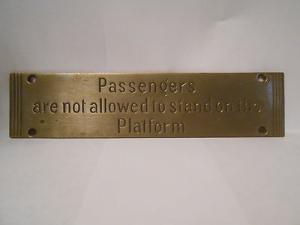 Passengers
are not allowed to stand on the
Platform